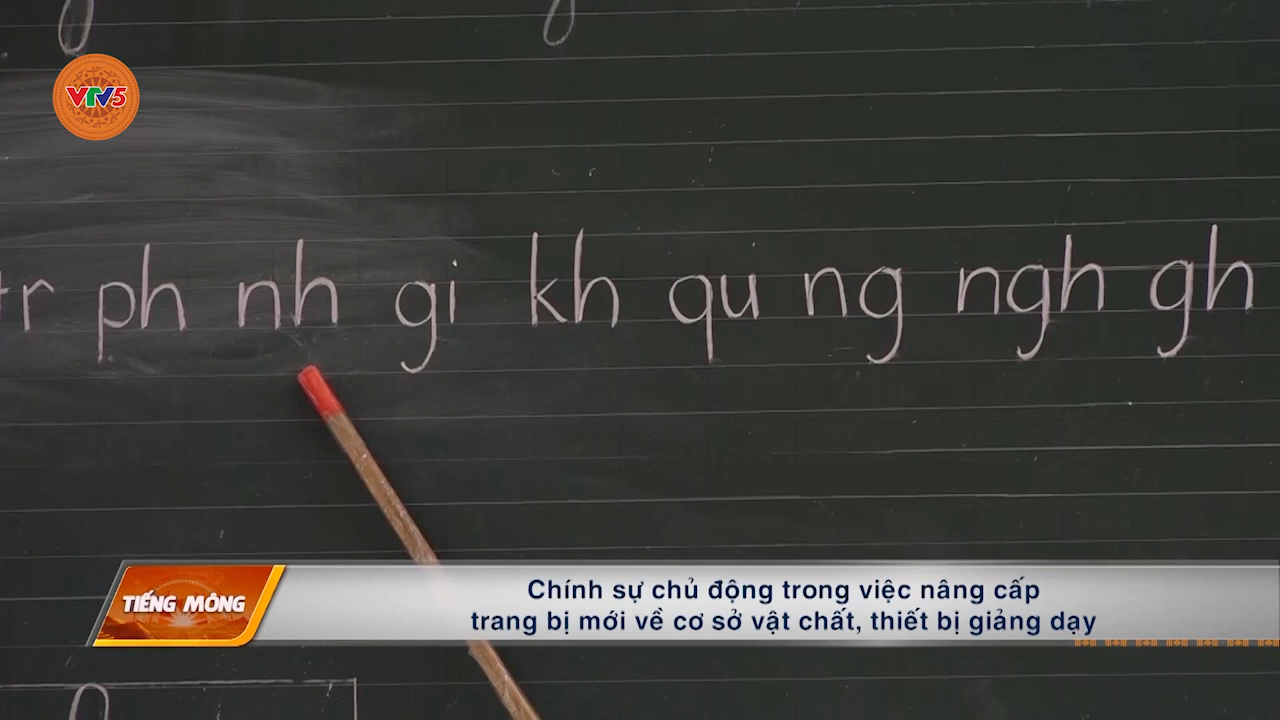 VTV5
tr ph nh gi kh qu ng ngh gh
TIẾNG MÔNG
Chính sự chủ động trong việc nâng cấp
trang bị mới về cơ sở vật chất, thiết bị giảng dạy